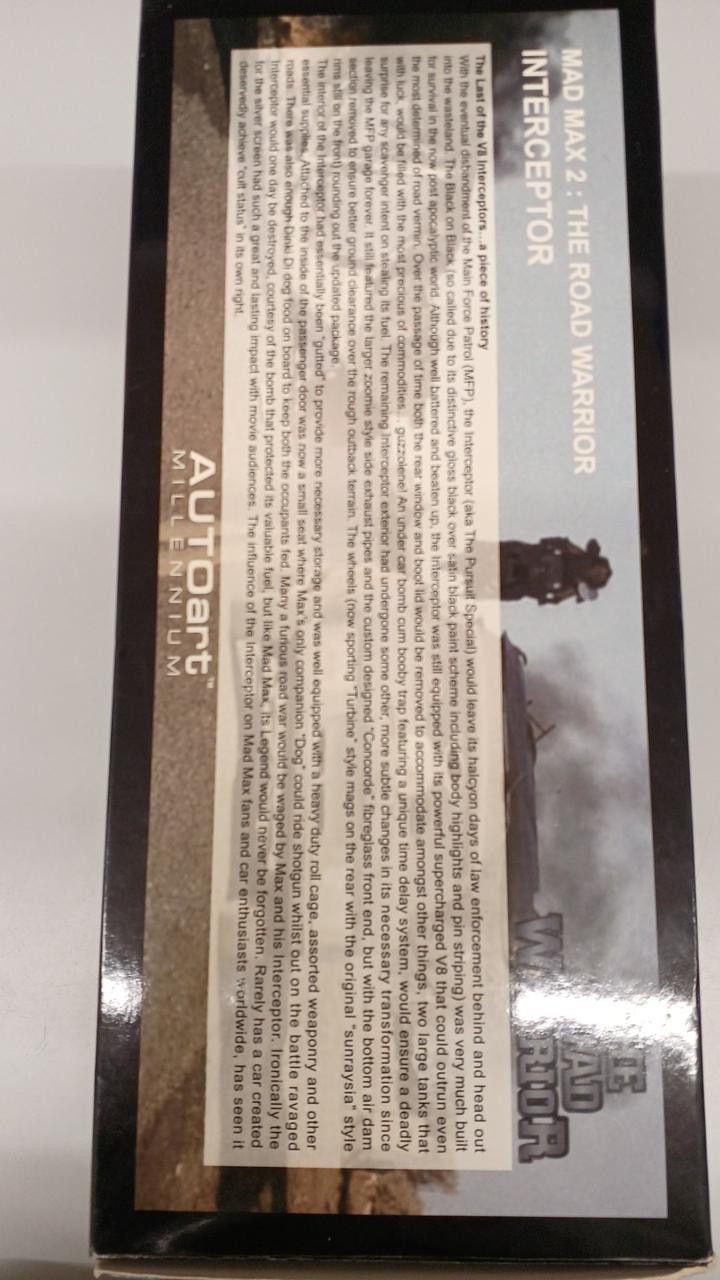 MAD MAX 2 : THE ROAD WARRIOR
INTERCEPTOR
The Last of the V8 Interceptors...a piece of history
With the eventual disbandment of the Main Force Patrol (MFP), the Interceptor (aka The Pursuit Special) would leave its halcyon days of law enforcement behind and head out
into the wasteland. The Black on Black (so called due to its distinctive gloss black over satin black paint scheme including body highlights and pin striping) was very much built
for survival in the now post apocalyptic world. Although well battered and beaten up, the Interceptor was still equipped with its powerful supercharged V8 that could outrun even
the most determined of road vermin. Over the passage of time both the rear window and boot lid would be removed to accommodate amongst other things, two large tanks that
with luck, would be filled with the most precious of commodities... guzzolene! An under car bomb cum booby trap featuring a unique time delay system, would ensure a deadly
surprise for any scavenger intent on stealing its fuel. The remaining Interceptor exterior had undergone some other, more subtle changes in its necessary transformation since
leaving the MFP garage forever. It still featured the larger zoomie style side exhaust pipes and the custom designed "Concorde" fibreglass front end, but with the bottom air dam
section removed to ensure better ground clearance over the rough outback terrain. The wheels (now sporting "Turbine" style mags on the rear with the original "sunraysia" style
rims still on the front) rounding out the updated package.
The interior of the Interceptor had essentially been "gutted" to provide more necessary storage and was well equipped with a heavy duty roll cage, assorted weaponry and other
essential supplies. Attached to the inside of the passenger door was now a small seat where Max's only companion "Dog" could ride shotgun whilst out on the battle ravaged
roads. There was also enough Dinki Di dog food on board to keep both the occupants fed. Many a furious road war would be waged by Max and his Interceptor. Ironically the
Interceptor would one day be destroyed, courtesy of the bomb that protected its valuable fuel, but like Mad Max, its Legend would never be forgotten. Rarely has a car created
for the silver screen had such a great and lasting impact with movie audiences. The influence of the Interceptor on Mad Max fans and car enthusiasts worldwide, has seen it
deservedly achieve "cult status" in its own right.
AUTOart™
MILLENNIUM